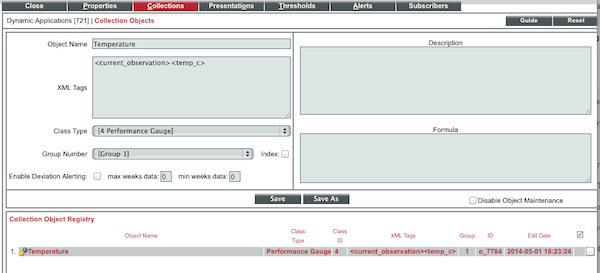 Close Properties Collections Presentations Thresholds Alerts Subscribers
Dynamic Applications [721] | Collection Objects Guide Reset
Object Name Temperature
Description
XML Tags <current_observation><temp_c>
Class Type [4 Performance Gauge]
Formula
Group Number [Group 1] Index:
Enable Deviation Alerting: max weeks data: 0 min weeks data: 0
Save Save As Disable Object Maintenance
Collection Object Registry
Object Name Class Type Class ID XML Tags Group ID Edit Date
1. Temperature Performance Gauge 4 <current_observation><temp_c> 1 o_7784 2014-05-01 18:23:24